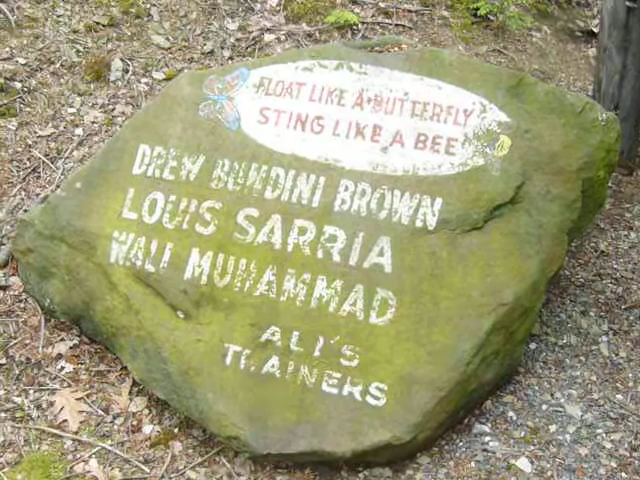 FLOAT LIKE A BUTTERFLY
STING LIKE A BEE
DREW BUNDINI BROWN
LOUIS SARRIA
WALI MUHAMMAD
ALI'S
TRAINERS